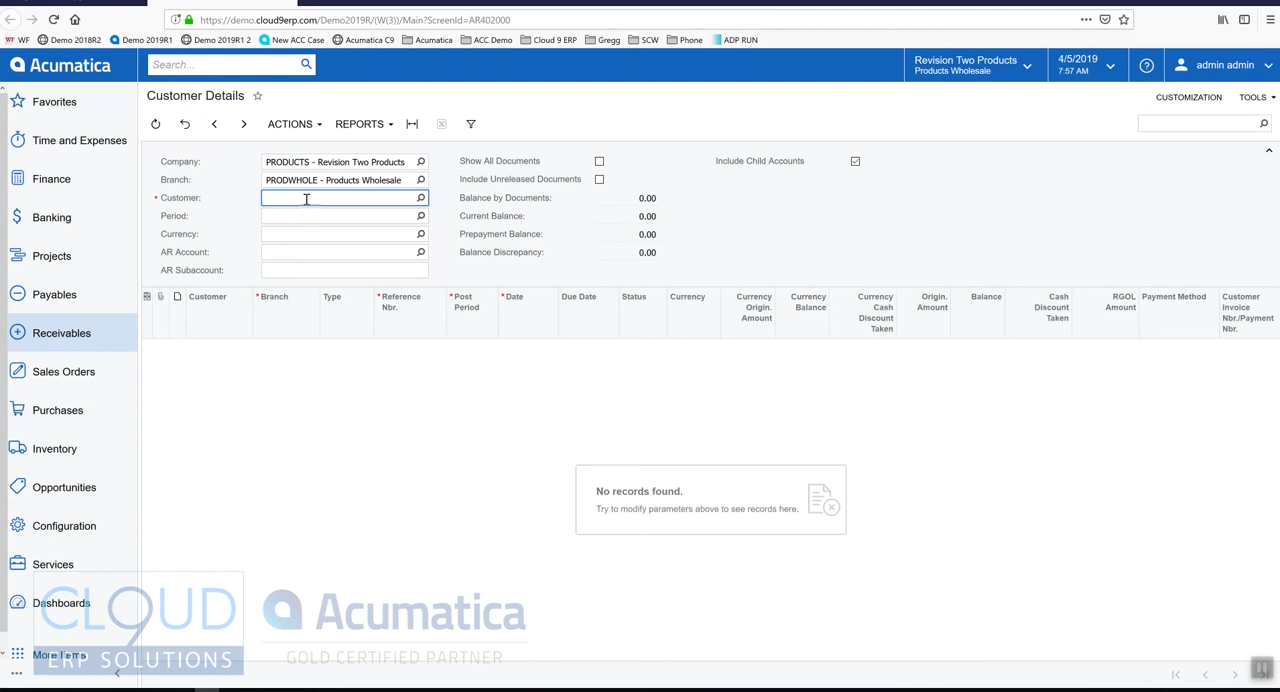 https://demo.cloud9erp.com/Demo2019R/(W(3))/Main?ScreenId=AR402000
WF WF Demo 2018R2 Demo 2019R1 Demo 2019R1 2 New ACC Case Acumatica C9 Acumatica ACC Demo Cloud 9 ERP Gregg SCW Phone ADP RUN
Acumatica
Search...
Revision Two Products
Products Wholesale
4/5/2019
7:57 AM
admin admin
Favorites
Time and Expenses
Finance
Banking
Projects
Payables
Receivables
Sales Orders
Purchases
Inventory
Opportunities
Configuration
Services
Dashboards
More Items
Customer Details
CUSTOMIZATION TOOLS
ACTIONS REPORTS
Company: PRODUCTS - Revision Two Products
Branch: PRODWHOLE - Products Wholesale
* Customer:
Period:
Currency:
AR Account:
AR Subaccount:
Show All Documents
Include Unreleased Documents
Balance by Documents: 0.00
Current Balance: 0.00
Prepayment Balance: 0.00
Balance Discrepancy: 0.00
Include Child Accounts
Customer
* Branch
Type
* Reference
Nbr.
* Post
Period
* Date
Due Date
Status
Currency
Currency
Origin.
Amount
Currency
Balance
Currency
Cash
Discount
Taken
Origin.
Amount
Balance
Cash
Discount
Taken
RGOL
Amount
Payment Method
Customer
Invoice
Nbr./Payment
Nbr.
No records found.
Try to modify parameters above to see records here.
CLOUD
9
ERP SOLUTIONS
Acumatica
GOLD CERTIFIED PARTNER